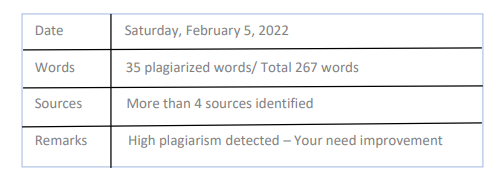 Date Saturday, February 5, 2022
Words 35 plagiarized words/ Total 267 words
Sources More than 4 sources identified
Remarks High plagiarism detected – Your need improvement